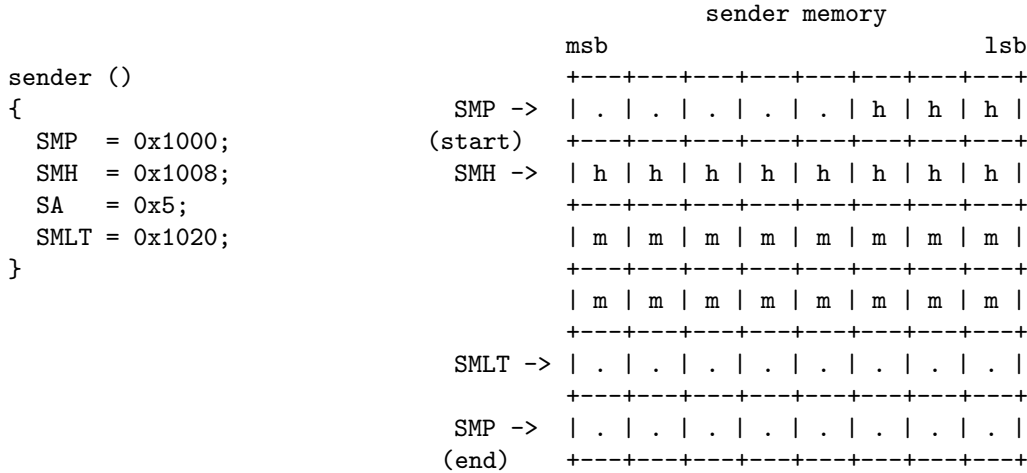 sender memory
                                          msb                             lsb
sender ()                                 +---+---+---+---+---+---+---+---+
{                                SMP ->   | . | . | . | . | . | h | h | h |
  SMP  = 0x1000;               (start)    +---+---+---+---+---+---+---+---+
  SMH  = 0x1008;                 SMH ->   | h | h | h | h | h | h | h | h |
  SA   = 0x5;                             +---+---+---+---+---+---+---+---+
  SMLT = 0x1020;                          | m | m | m | m | m | m | m | m |
}                                         +---+---+---+---+---+---+---+---+
                                          | m | m | m | m | m | m | m | m |
                                          +---+---+---+---+---+---+---+---+
                                 SMLT ->  | . | . | . | . | . | . | . | . |
                                          +---+---+---+---+---+---+---+---+
                                 SMP ->   | . | . | . | . | . | . | . | . |
                                (end)     +---+---+---+---+---+---+---+---+